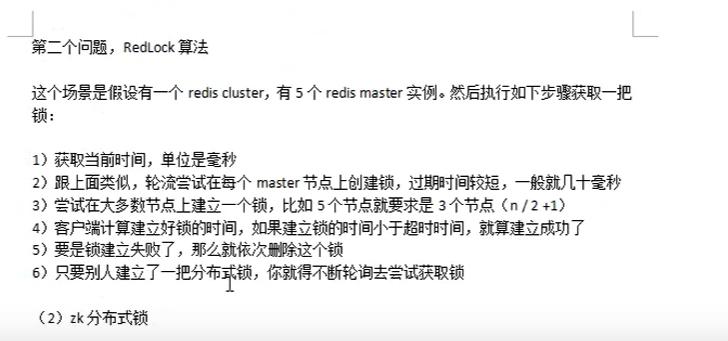 第二个问题，RedLock 算法
这个场景是假设有一个 redis cluster，有 5 个 redis master 实例。然后执行如下步骤获取一把
锁：
1）获取当前时间，单位是毫秒
2）跟上面类似，轮流尝试在每个 master 节点上创建锁，过期时间较短，一般就几十毫秒
3）尝试在大多数节点上建立一个锁，比如 5 个节点就要求是 3 个节点（n / 2 +1）
4）客户端计算建立好锁的时间，如果建立锁的时间小于超时时间，就算建立成功了
5）要是锁建立失败了，那么就依次删除这个锁
6）只要别人建立了一把分布式锁，你就得不断轮询去尝试获取锁
（2）zk 分布式锁